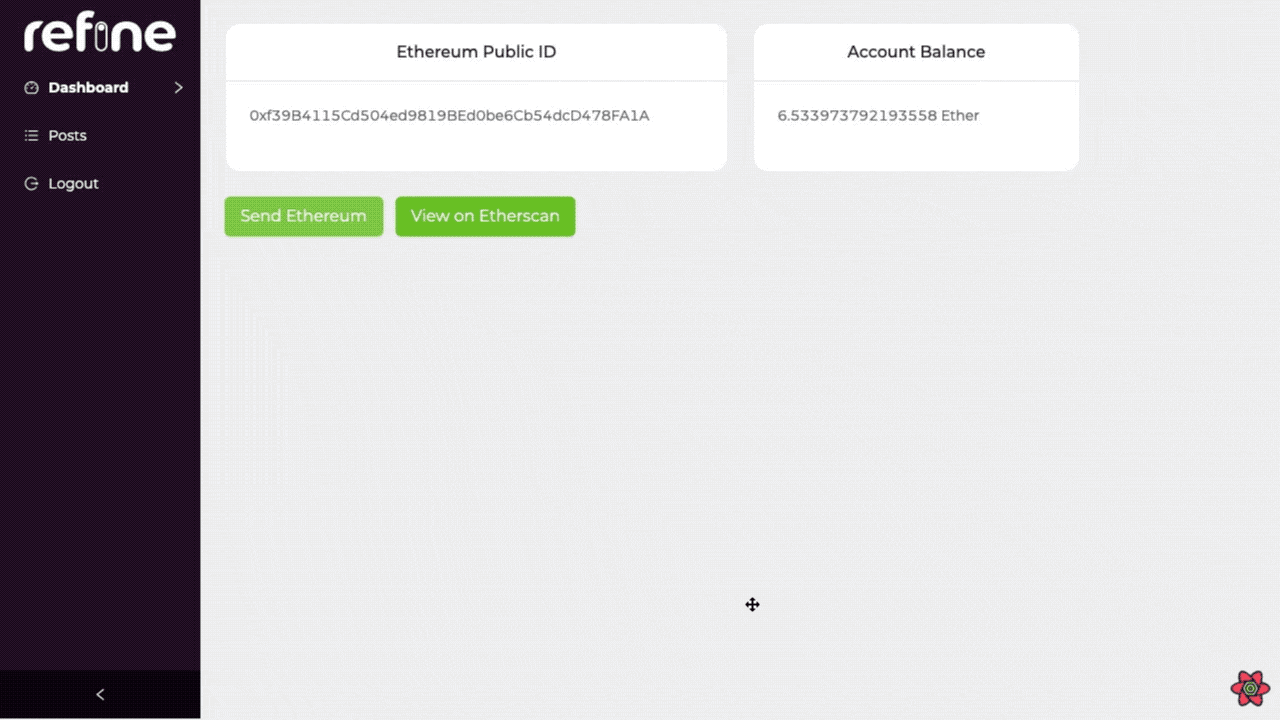 refine
Dashboard
Posts
Logout
Ethereum Public ID
0xf39B4115Cd504ed9819BEd0be6Cb54dcD478FA1A
Account Balance
6.533973792193558 Ether
Send Ethereum
View on Etherscan